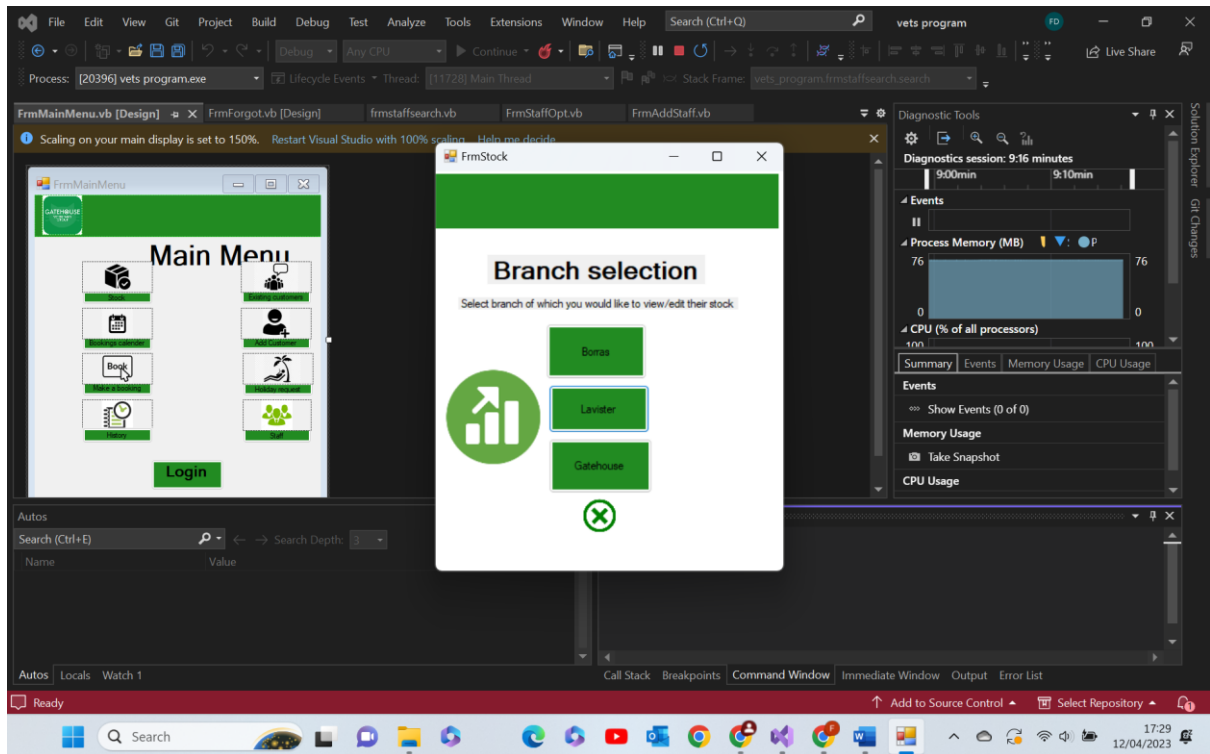 File Edit View Git Project Build Debug Test Analyze Tools Extensions Window Help Search (Ctrl+Q) vets program FD
Debug Any CPU Continue Live Share
Process: [20396] vets program.exe Lifecycle Events Thread: [11728] Main Thread Stack Frame: vets_program.frmstaffsearch.search
FrmMainMenu.vb [Design] FrmForgot.vb [Design] frmstaffsearch.vb FrmStaffOpt.vb FrmAddStaff.vb
Scaling on your main display is set to 150%. Restart Visual Studio with 100% scaling Help me decide
FrmMainMenu
GATEHOUSE
Main Menu
Stock Existing customers
Bookings calender Add Customer
Book
Make a booking Holiday request
History Staff
Login
FrmStock
Branch selection
Select branch of which you would like to view/edit their stock
Borras
Lavister
Gatehouse
Diagnostic Tools
Diagnostics session: 9:16 minutes
9:00min 9:10min
Events
Process Memory (MB) P
76 76
0 0
CPU (% of all processors)
100 100
Summary Events Memory Usage CPU Usage
Events
Show Events (0 of 0)
Memory Usage
Take Snapshot
CPU Usage
Solution Explorer
Git Changes
Autos
Search (Ctrl+E) Search Depth: 3
Name Value
Autos Locals Watch 1
Call Stack Breakpoints Command Window Immediate Window Output Error List
Ready Add to Source Control Select Repository 1
Search
17:29
12/04/2023